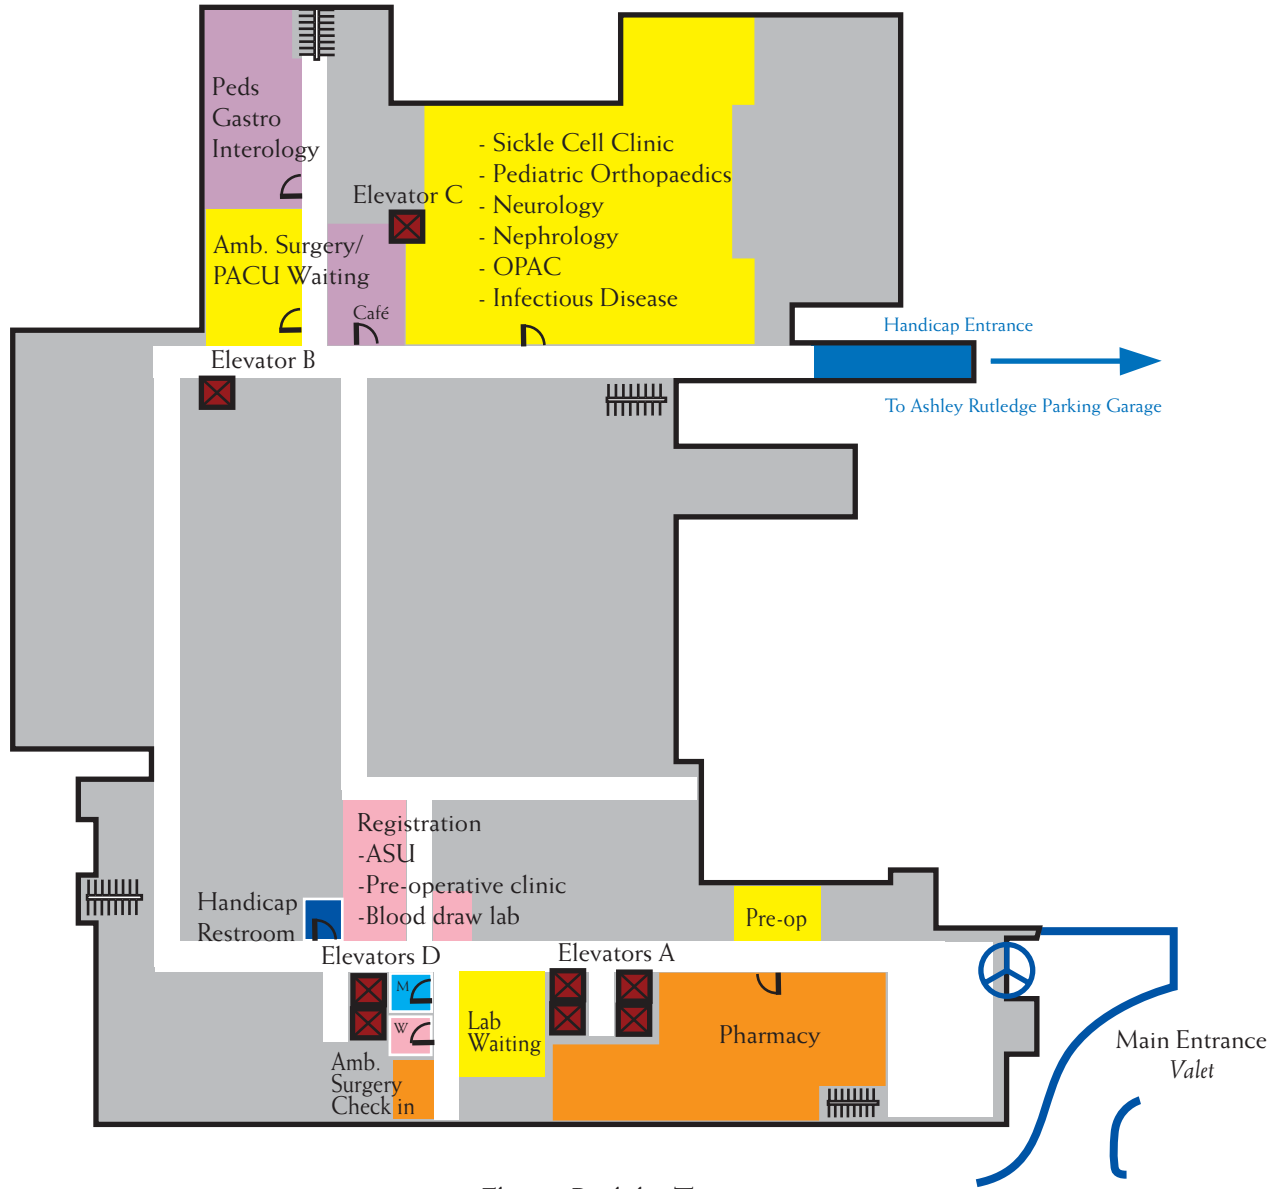 Peds
Gastro
Interology
Elevator C
- Sickle Cell Clinic
- Pediatric Orthopaedics
- Neurology
- Nephrology
- OPAC
- Infectious Disease
Amb. Surgery/
PACU Waiting
Café
Handicap Entrance
Elevator B
To Ashley Rutledge Parking Garage
Registration
-ASU
-Pre-operative clinic
-Blood draw lab
Handicap
Restroom
Pre-op
Elevators D
Elevators A
M
W
Lab
Waiting
Pharmacy
Main Entrance
Valet
Amb.
Surgery
Check in